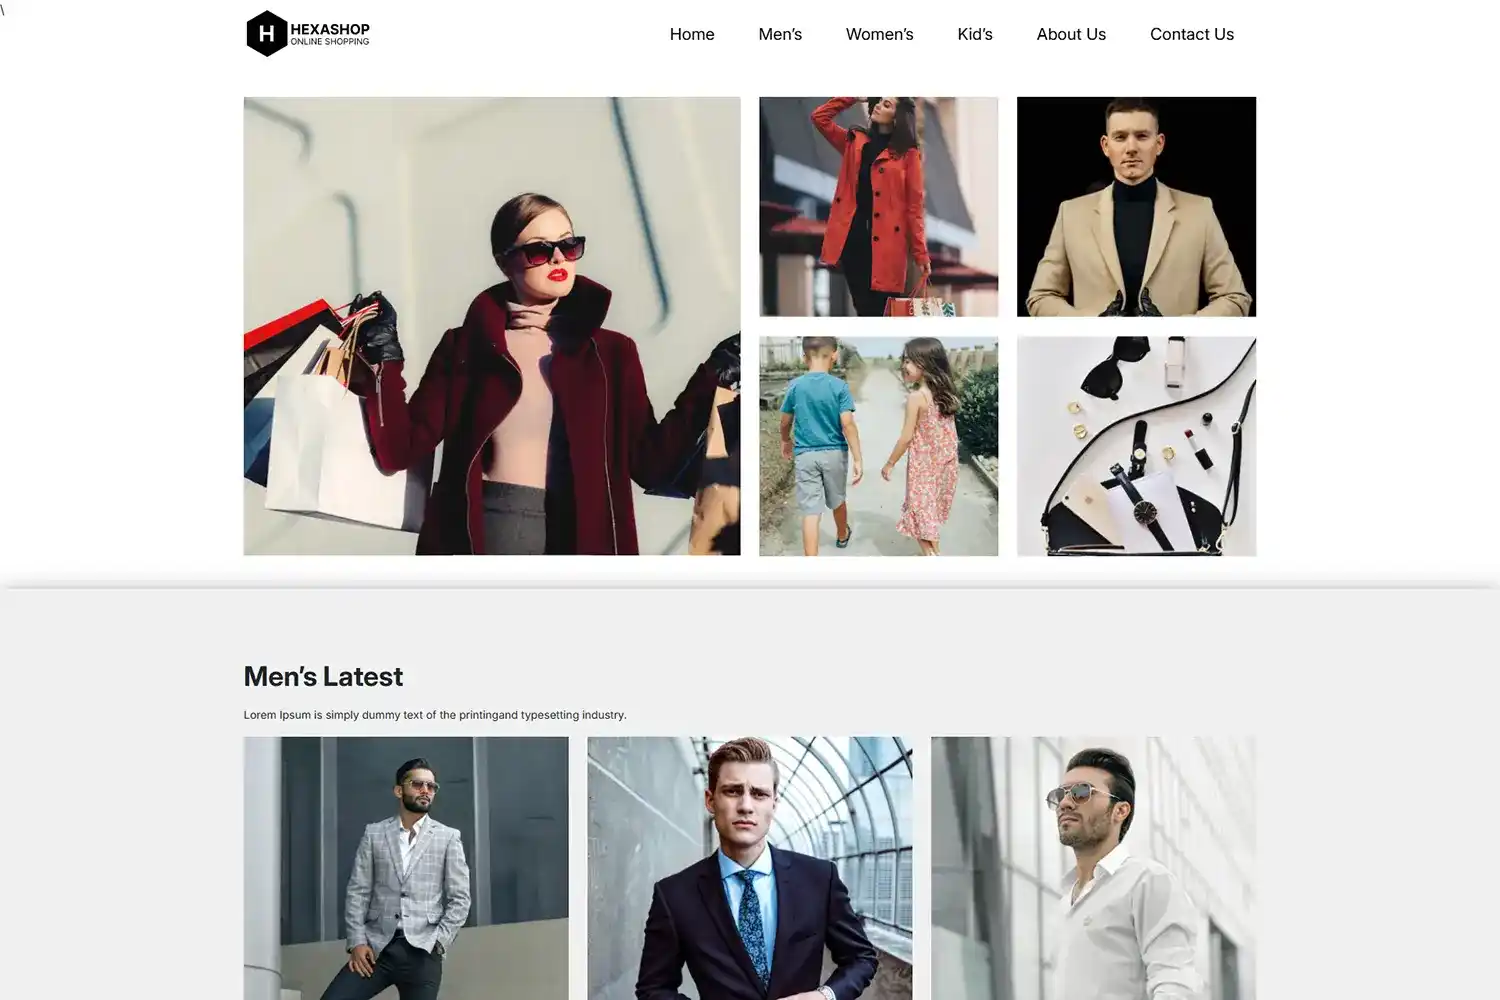 \
H
HEXASHOP
ONLINE SHOPPING
Home Men’s Women’s Kid’s About Us Contact Us
Men’s Latest
Lorem Ipsum is simply dummy text of the printingand typesetting industry.